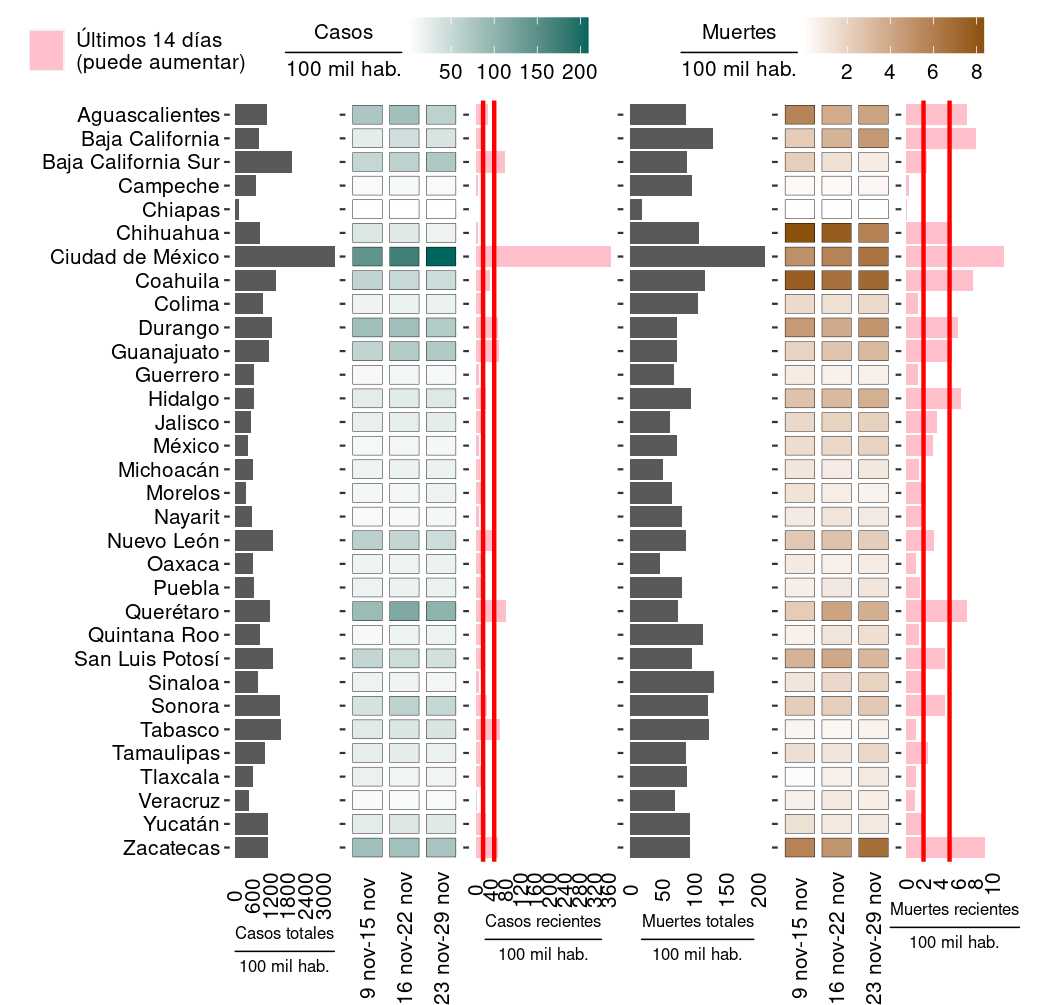 Últimos 14 días
(puede aumentar)
Casos
100 mil hab.
50 100 150 200
Muertes
100 mil hab.
2 4 6 8
Aguascalientes
Baja California
Baja California Sur
Campeche
Chiapas
Chihuahua
Ciudad de México
Coahuila
Colima
Durango
Guanajuato
Guerrero
Hidalgo
Jalisco
México
Michoacán
Morelos
Nayarit
Nuevo León
Oaxaca
Puebla
Querétaro
Quintana Roo
San Luis Potosí
Sinaloa
Sonora
Tabasco
Tamaulipas
Tlaxcala
Veracruz
Yucatán
Zacatecas
0 600 1200 1800 2400 3000
Casos totales
100 mil hab.
9 nov-15 nov
16 nov-22 nov
23 nov-29 nov
0 40 80 120 160 200 240 280 320 360
Casos recientes
100 mil hab.
0 50 100 150 200
Muertes totales
100 mil hab.
9 nov-15 nov
16 nov-22 nov
23 nov-29 nov
0 2 4 6 8 10
Muertes recientes
100 mil hab.